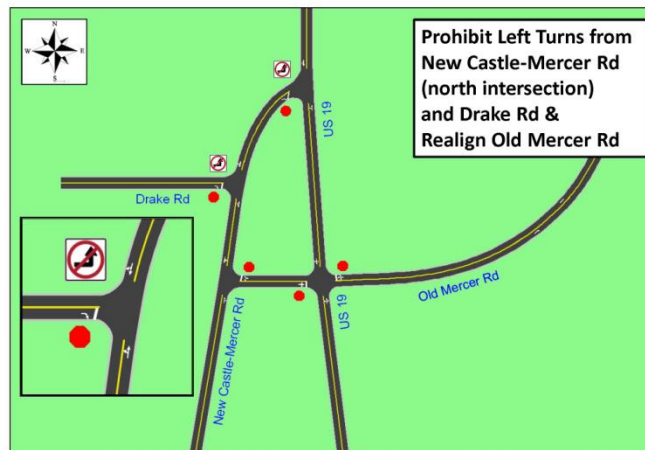 N
W
E
S
Prohibit Left Turns from
New Castle-Mercer Rd
(north intersection)
and Drake Rd &
Realign Old Mercer Rd
US 19
Drake Rd
New Castle-Mercer Rd
US 19
Old Mercer Rd